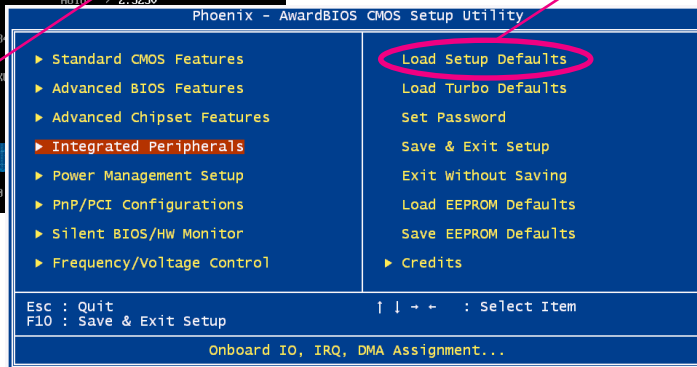 2.325V
Phoenix - AwardBIOS CMOS Setup Utility
▶ Standard CMOS Features
▶ Advanced BIOS Features
▶ Advanced Chipset Features
▶ Integrated Peripherals
▶ Power Management Setup
▶ PnP/PCI Configurations
▶ Silent BIOS/HW Monitor
▶ Frequency/Voltage Control
Load Setup Defaults
Load Turbo Defaults
Set Password
Save & Exit Setup
Exit Without Saving
Load EEPROM Defaults
Save EEPROM Defaults
▶ Credits
Esc : Quit
F10 : Save & Exit Setup
↑ ↓ → ← : Select Item
Onboard IO, IRQ, DMA Assignment...